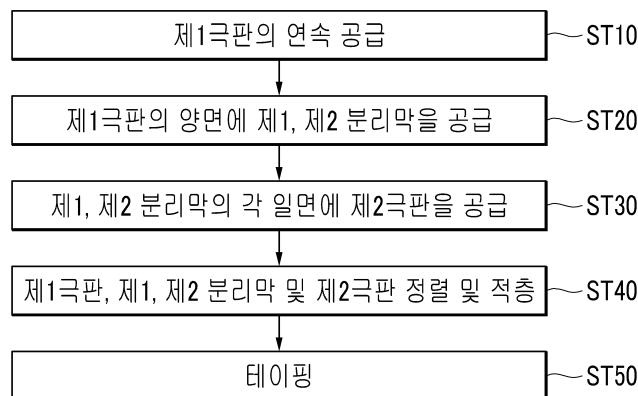 제1극판의 연속 공급 ST10
제1극판의 양면에 제1, 제2 분리막을 공급 ST20
제1, 제2 분리막의 각 일면에 제2극판을 공급 ST30
제1극판, 제1, 제2 분리막 및 제2극판 정렬 및 적층 ST40
테이핑 ST50